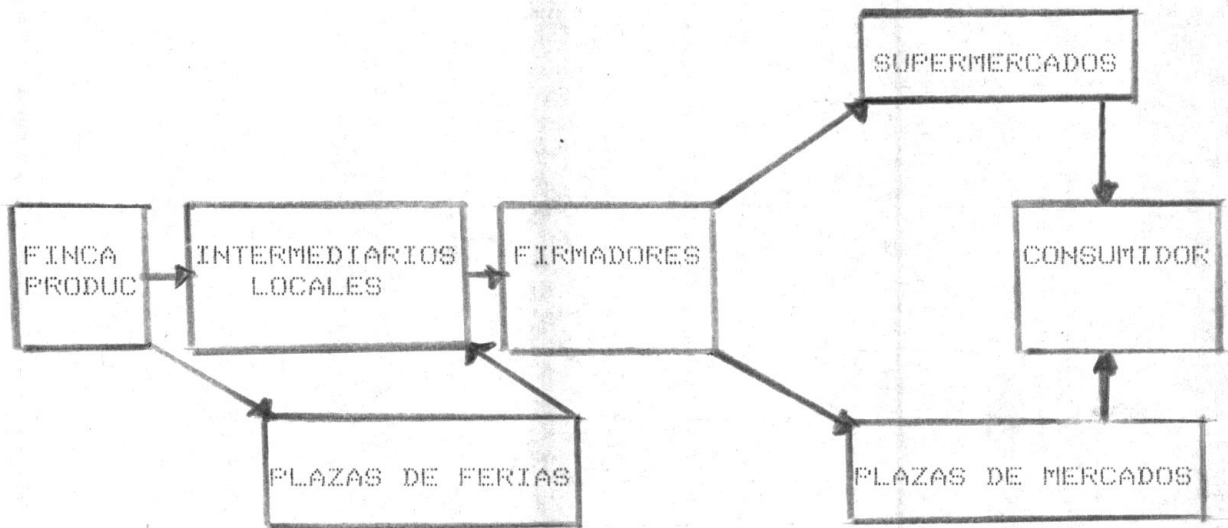 SUPERMERCADOS
FINCA
PRODUC
INTERMEDIARIOS
LOCALES
FIRMADORES
CONSUMIDOR
PLAZAS DE FERIAS
PLAZAS DE MERCADOS